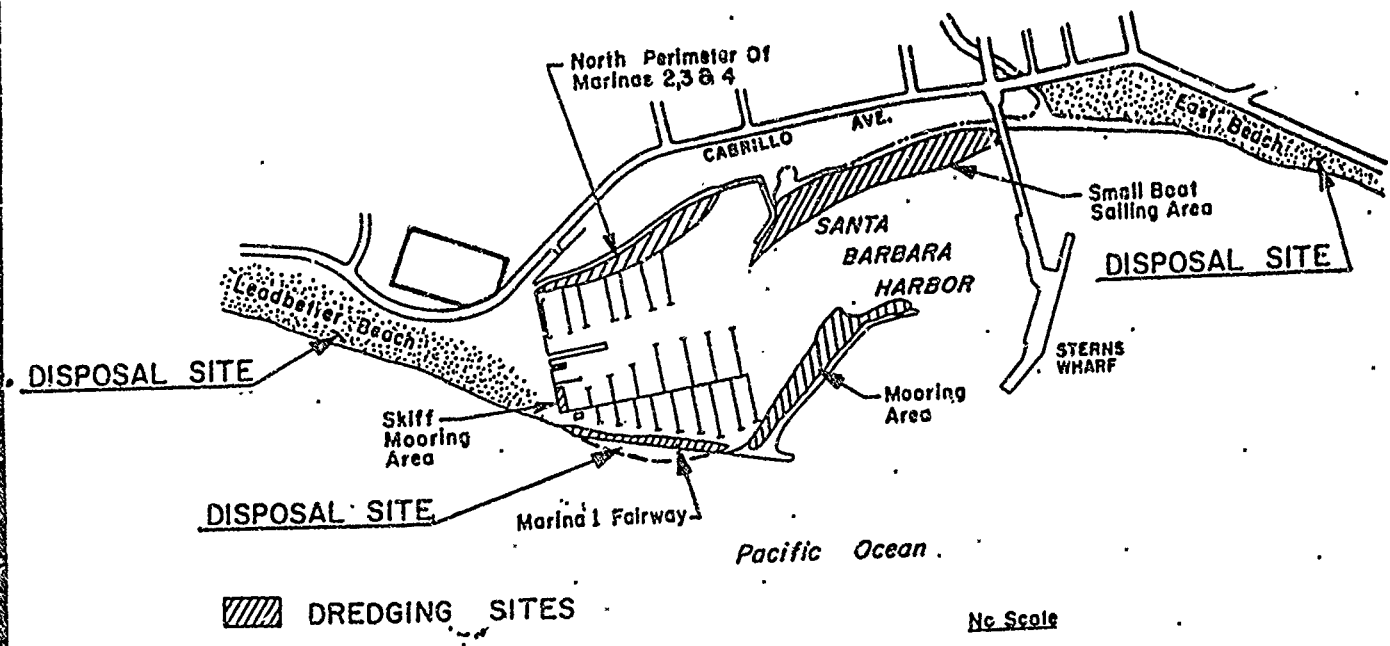 North Perimeter Of
Marinas 2,3 & 4
CABRILLO AVE.
East Beach
Small Boat
Sailing Area
SANTA
BARBARA
HARBOR
DISPOSAL SITE
Leadbetter Beach
DISPOSAL SITE
STERNS
WHARF
Mooring
Area
Skiff
Mooring
Area
DISPOSAL SITE
Marina 1 Fairway
Pacific Ocean
DREDGING SITES
No Scale